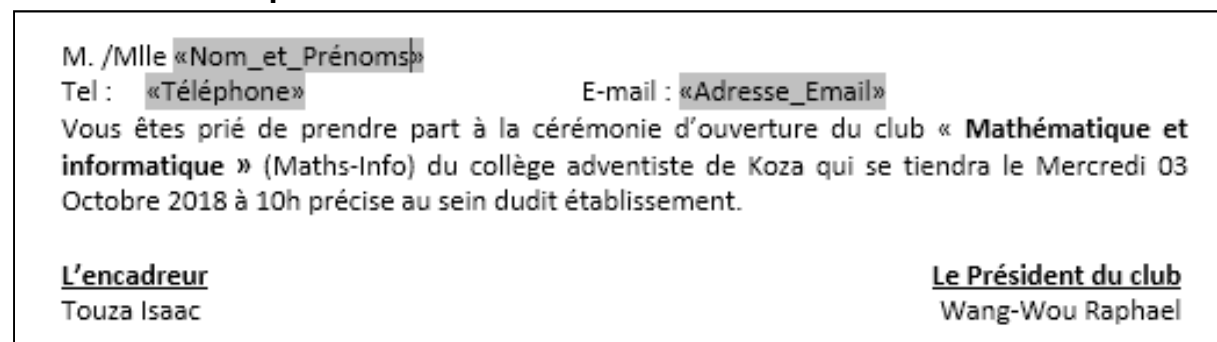 M. /Mlle «Nom_et_Prénoms»
Tel : «Téléphone» E-mail : «Adresse_Email»
Vous êtes prié de prendre part à la cérémonie d’ouverture du club « Mathématique et
informatique » (Maths-Info) du collège adventiste de Koza qui se tiendra le Mercredi 03
Octobre 2018 à 10h précise au sein dudit établissement.
L’encadreur Le Président du club
Touza Isaac Wang-Wou Raphael